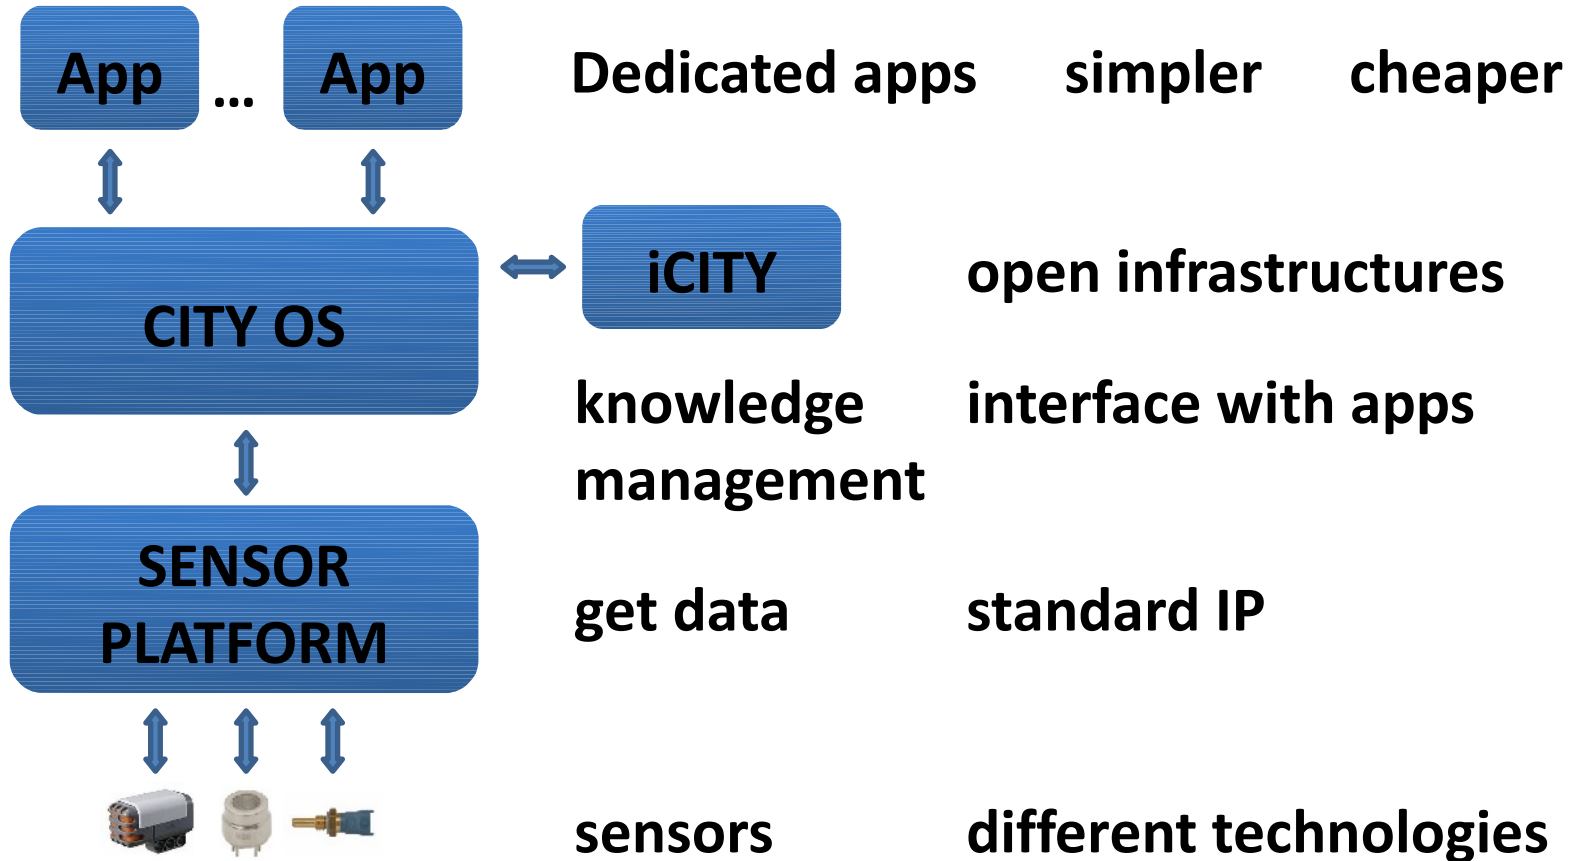 App ... App Dedicated apps simpler cheaper
iCITY open infrastructures
CITY OS
knowledge interface with apps
management
SENSOR
PLATFORM
get data standard IP
sensors different technologies